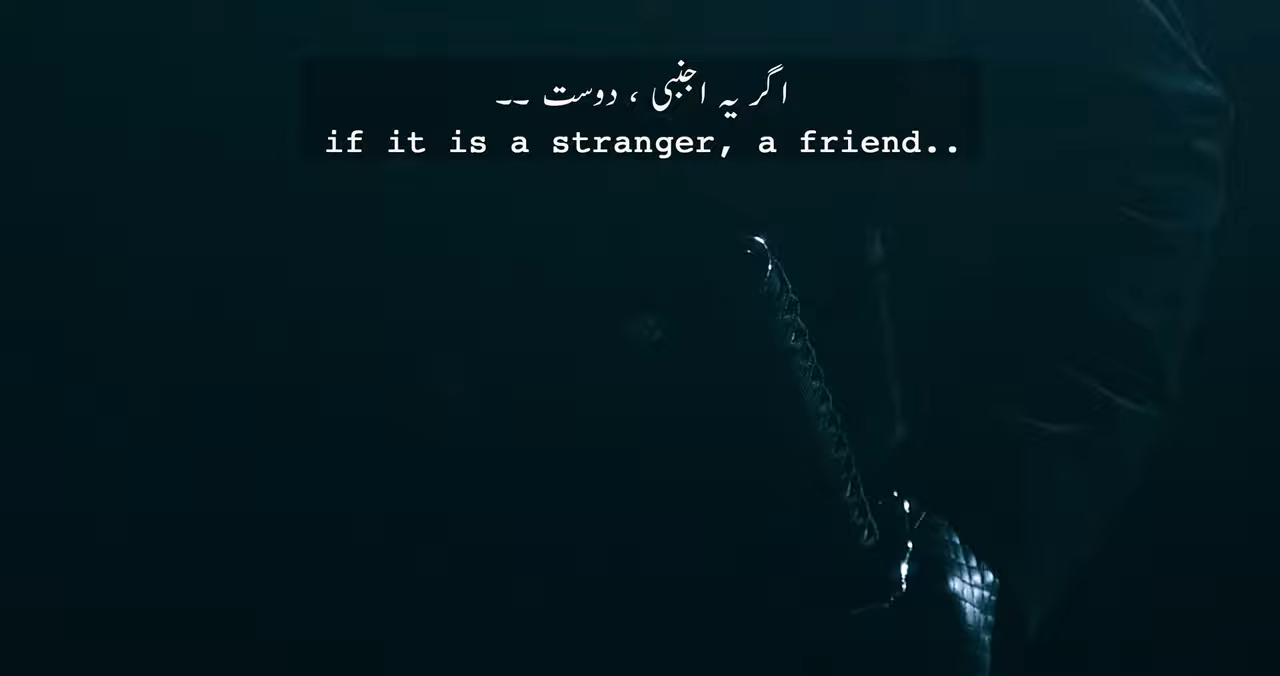 اگر یہ اجنبی ، دوست --
if it is a stranger, a friend..